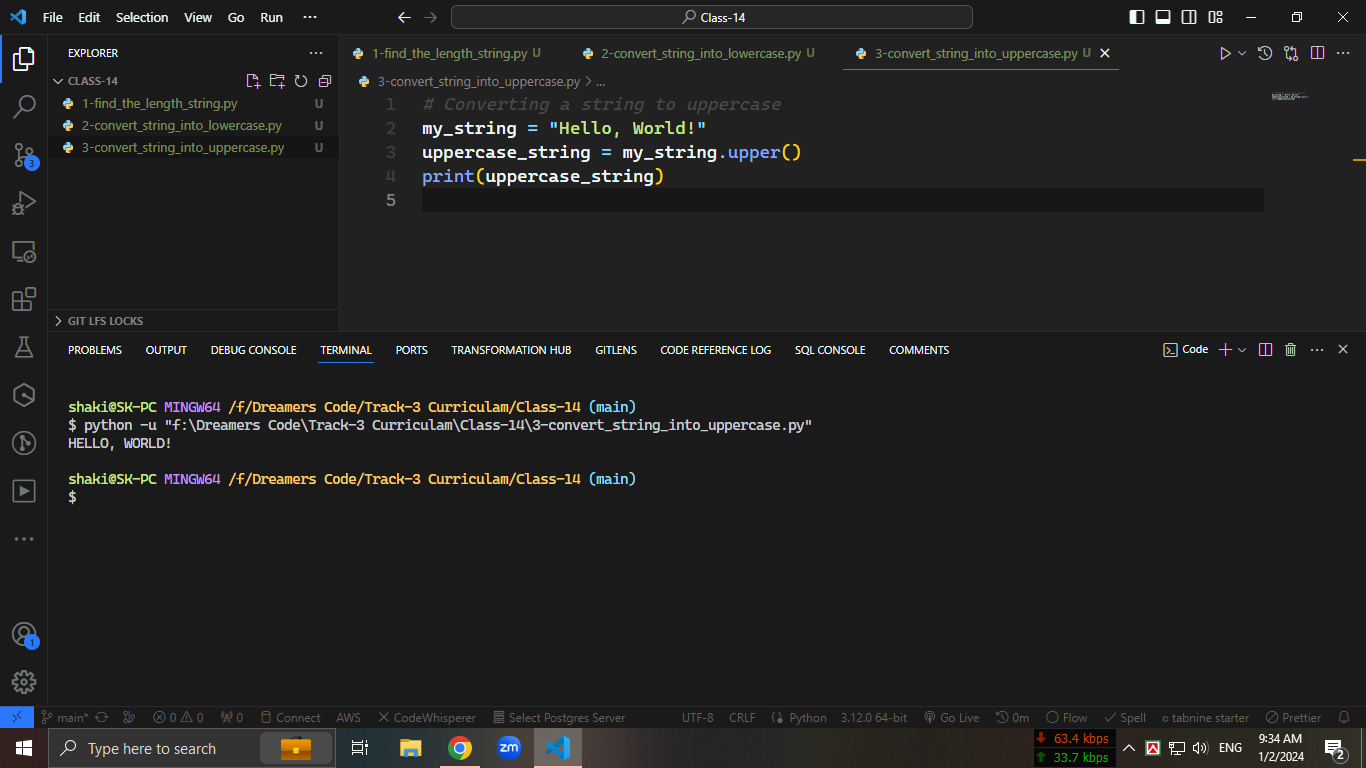 File Edit Selection View Go Run ··· Class-14
EXPLORER
CLASS-14
1-find_the_length_string.py U
2-convert_string_into_lowercase.py U
3-convert_string_into_uppercase.py U
GIT LFS LOCKS
3
1
1-find_the_length_string.py U 2-convert_string_into_lowercase.py U 3-convert_string_into_uppercase.py U
3-convert_string_into_uppercase.py > ...
1 # Converting a string to uppercase
2 my_string = "Hello, World!"
3 uppercase_string = my_string.upper()
4 print(uppercase_string)
5
PROBLEMS OUTPUT DEBUG CONSOLE TERMINAL PORTS TRANSFORMATION HUB GITLENS CODE REFERENCE LOG SQL CONSOLE COMMENTS Code
shaki@SK-PC MINGW64 /f/Dreamers Code/Track-3 Curriculam/Class-14 (main)
$ python -u "f:\Dreamers Code\Track-3 Curriculam\Class-14\3-convert_string_into_uppercase.py"
HELLO, WORLD!
shaki@SK-PC MINGW64 /f/Dreamers Code/Track-3 Curriculam/Class-14 (main)
$
main* 0 0 0 Connect AWS CodeWhisperer Select Postgres Server UTF-8 CRLF Python 3.12.0 64-bit Go Live 0m Flow Spell tabnine starter Prettier
Type here to search zm 63.4 kbps ENG 9:34 AM 2
33.7 kbps 1/2/2024